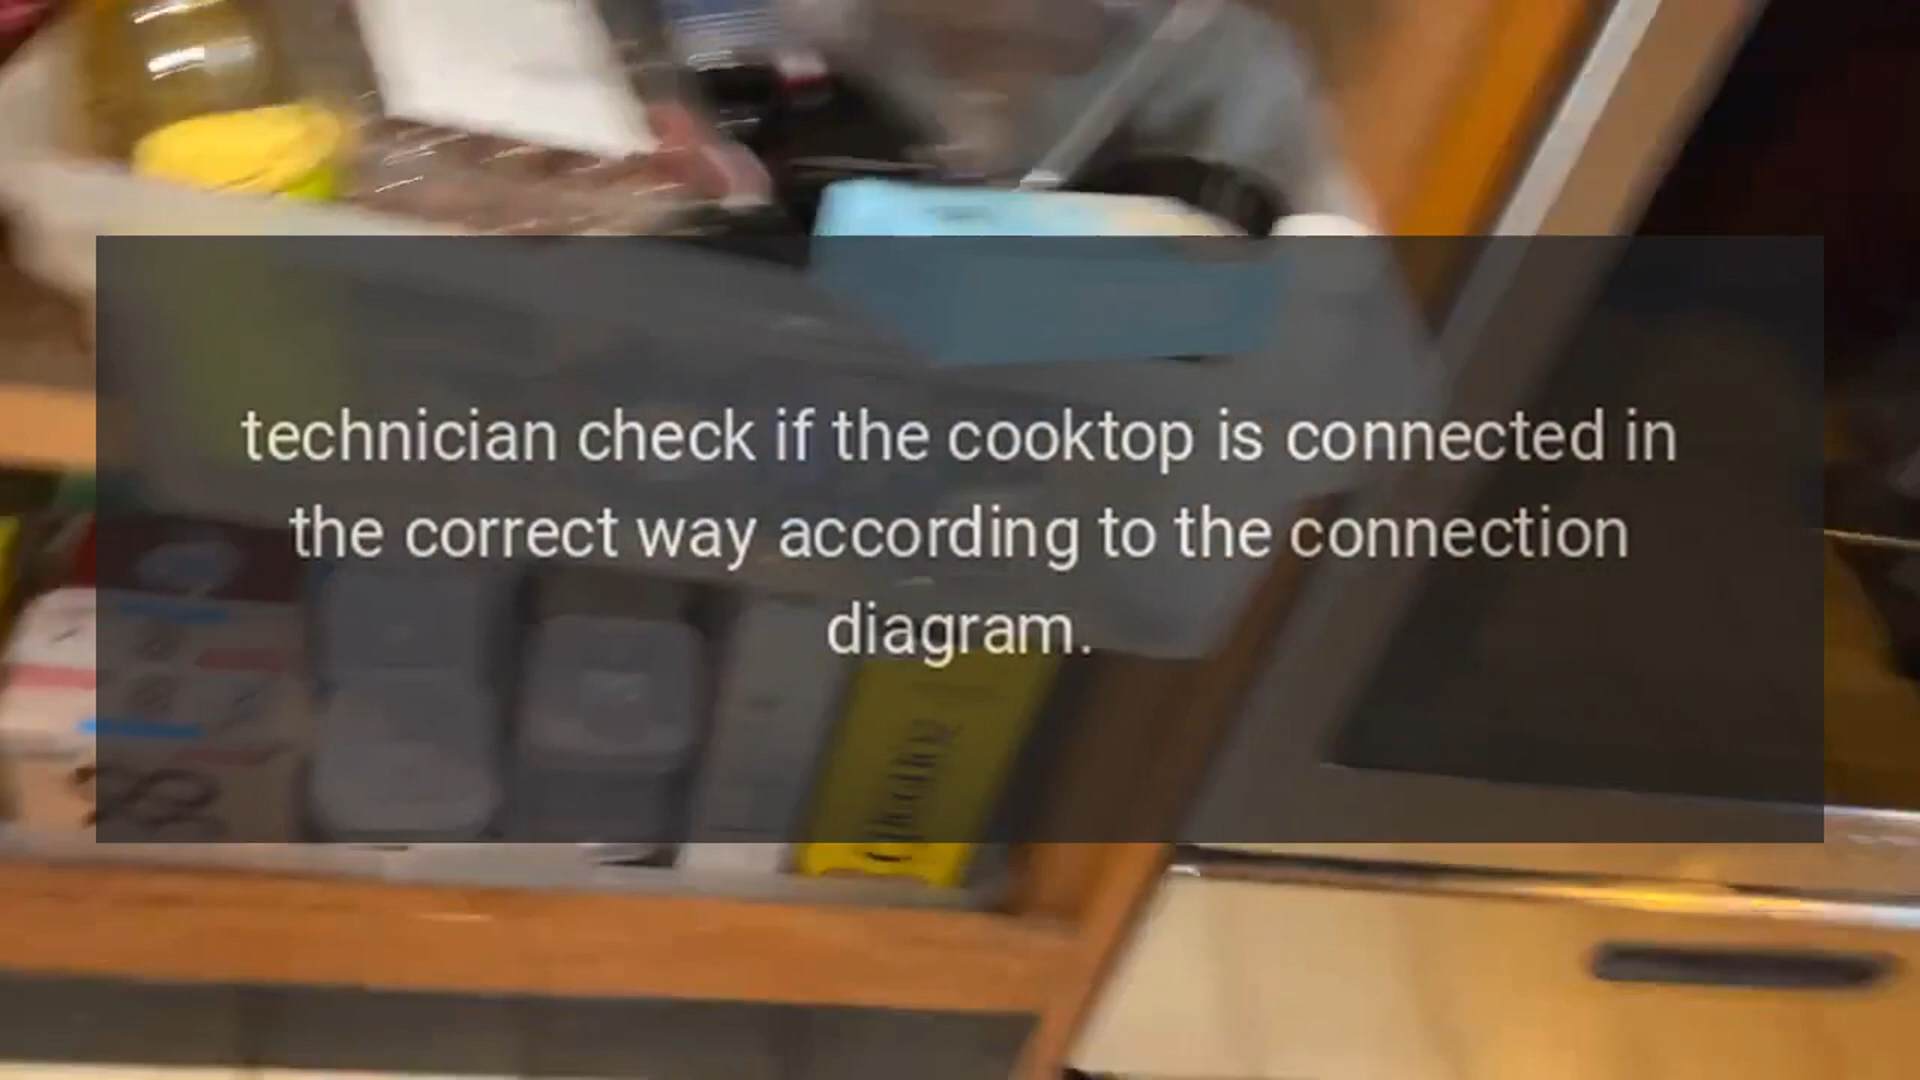 technician check if the cooktop is connected in
the correct way according to the connection
diagram.